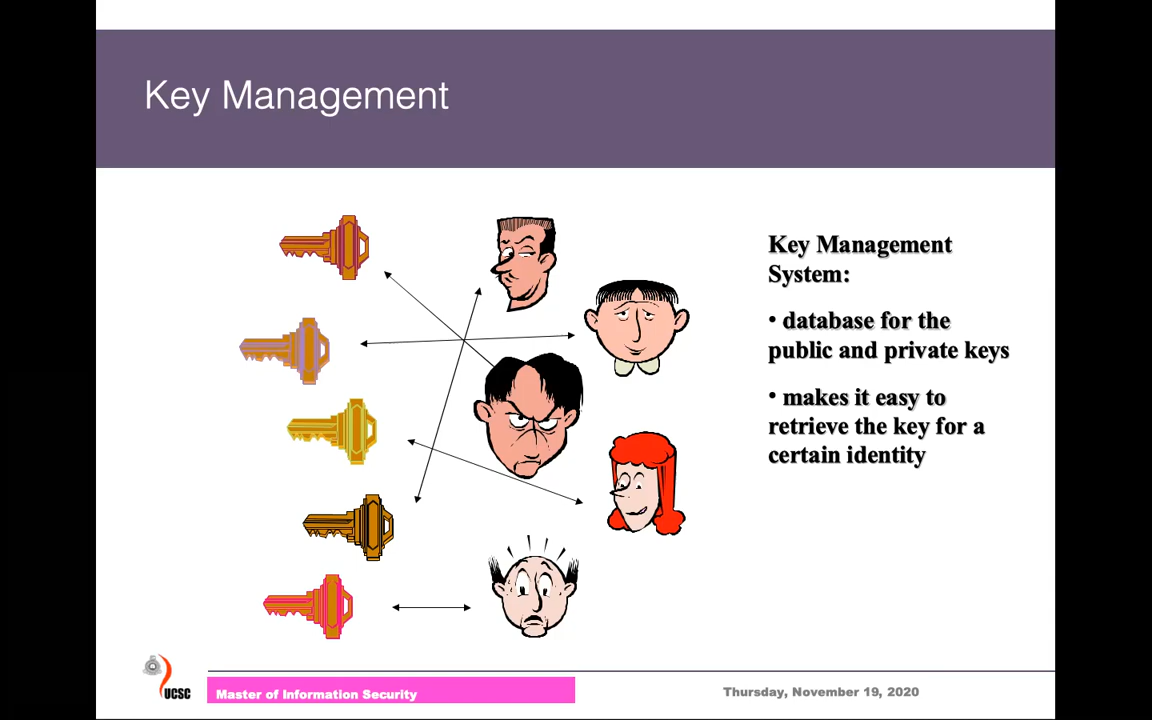 Key Management
Key Management
System:
• database for the
public and private keys
• makes it easy to
retrieve the key for a
certain identity
UCSC
Master of Information Security
Thursday, November 19, 2020